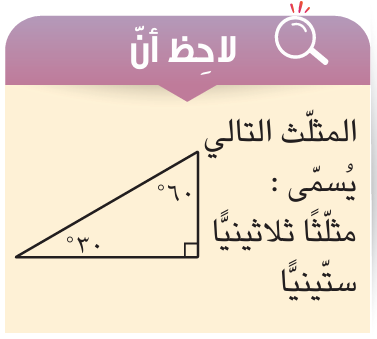 لاحِظ أنّ
المثلّث التالي
يُسمّى :
مثلّثًا ثلاثينيًّا
ستّينيًّا
°٦٠
°٣٠